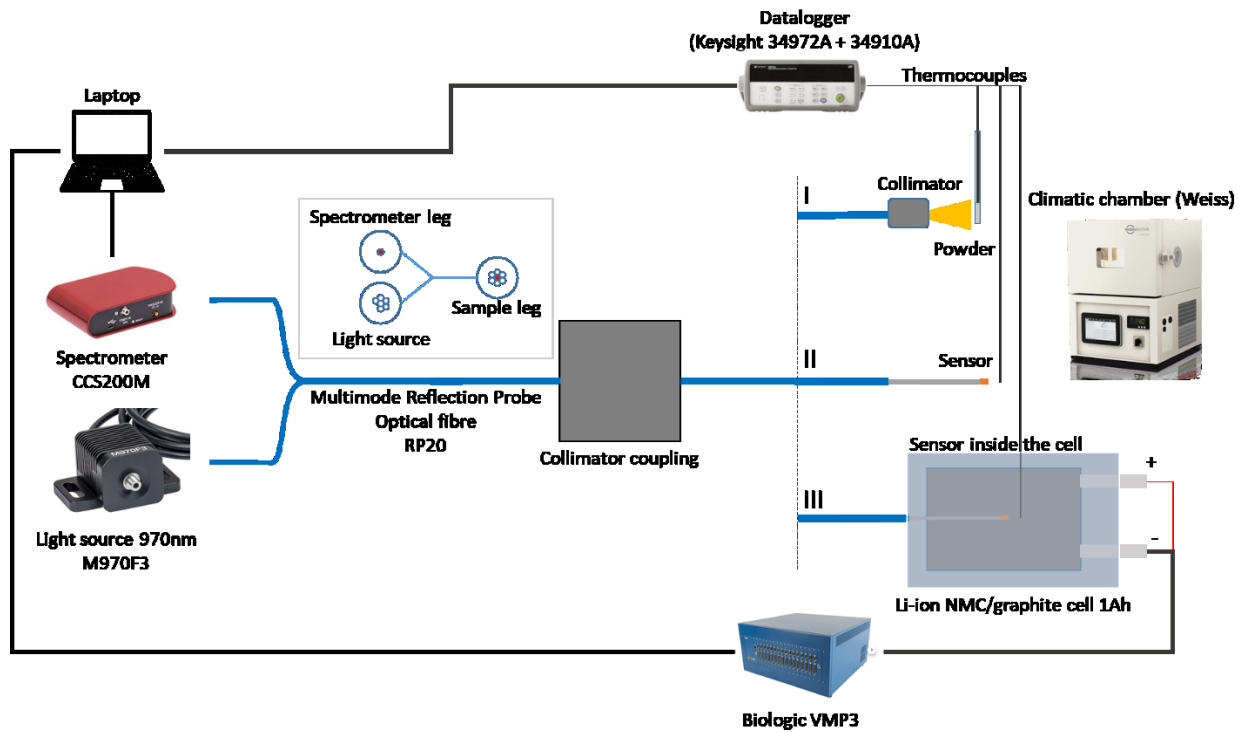 Datalogger
(Keysight 34972A + 34910A)
Thermocouples
Laptop
I
Collimator
Powder
Climatic chamber (Weiss)
Spectrometer leg
Sample leg
Light source
Spectrometer
CCS200M
II
Sensor
Multimode Reflection Probe
Optical fibre
RP20
Collimator coupling
M970F3
Light source 970nm
M970F3
Sensor inside the cell
+
III
-
Li-ion NMC/graphite cell 1Ah
Biologic VMP3